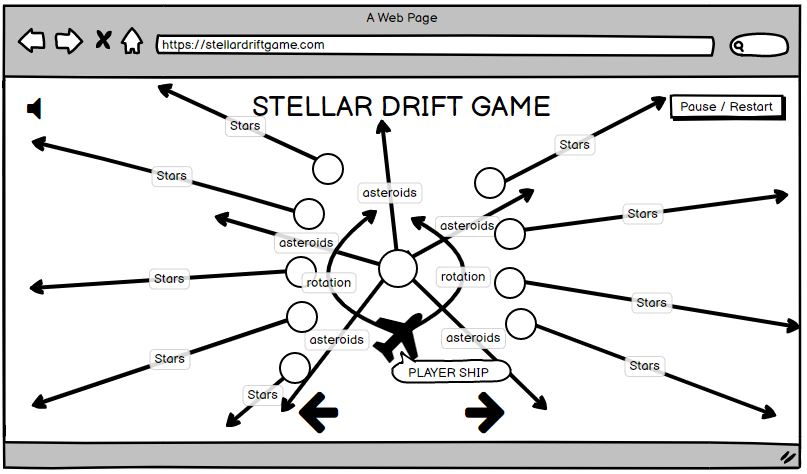 A Web Page
https://stellardriftgame.com
STELLAR DRIFT GAME
Pause / Restart
Stars
Stars
Stars
asteroids
Stars
asteroids
asteroids
Stars
rotation
rotation
Stars
asteroids
asteroids
Stars
Stars
PLAYER SHIP
Stars